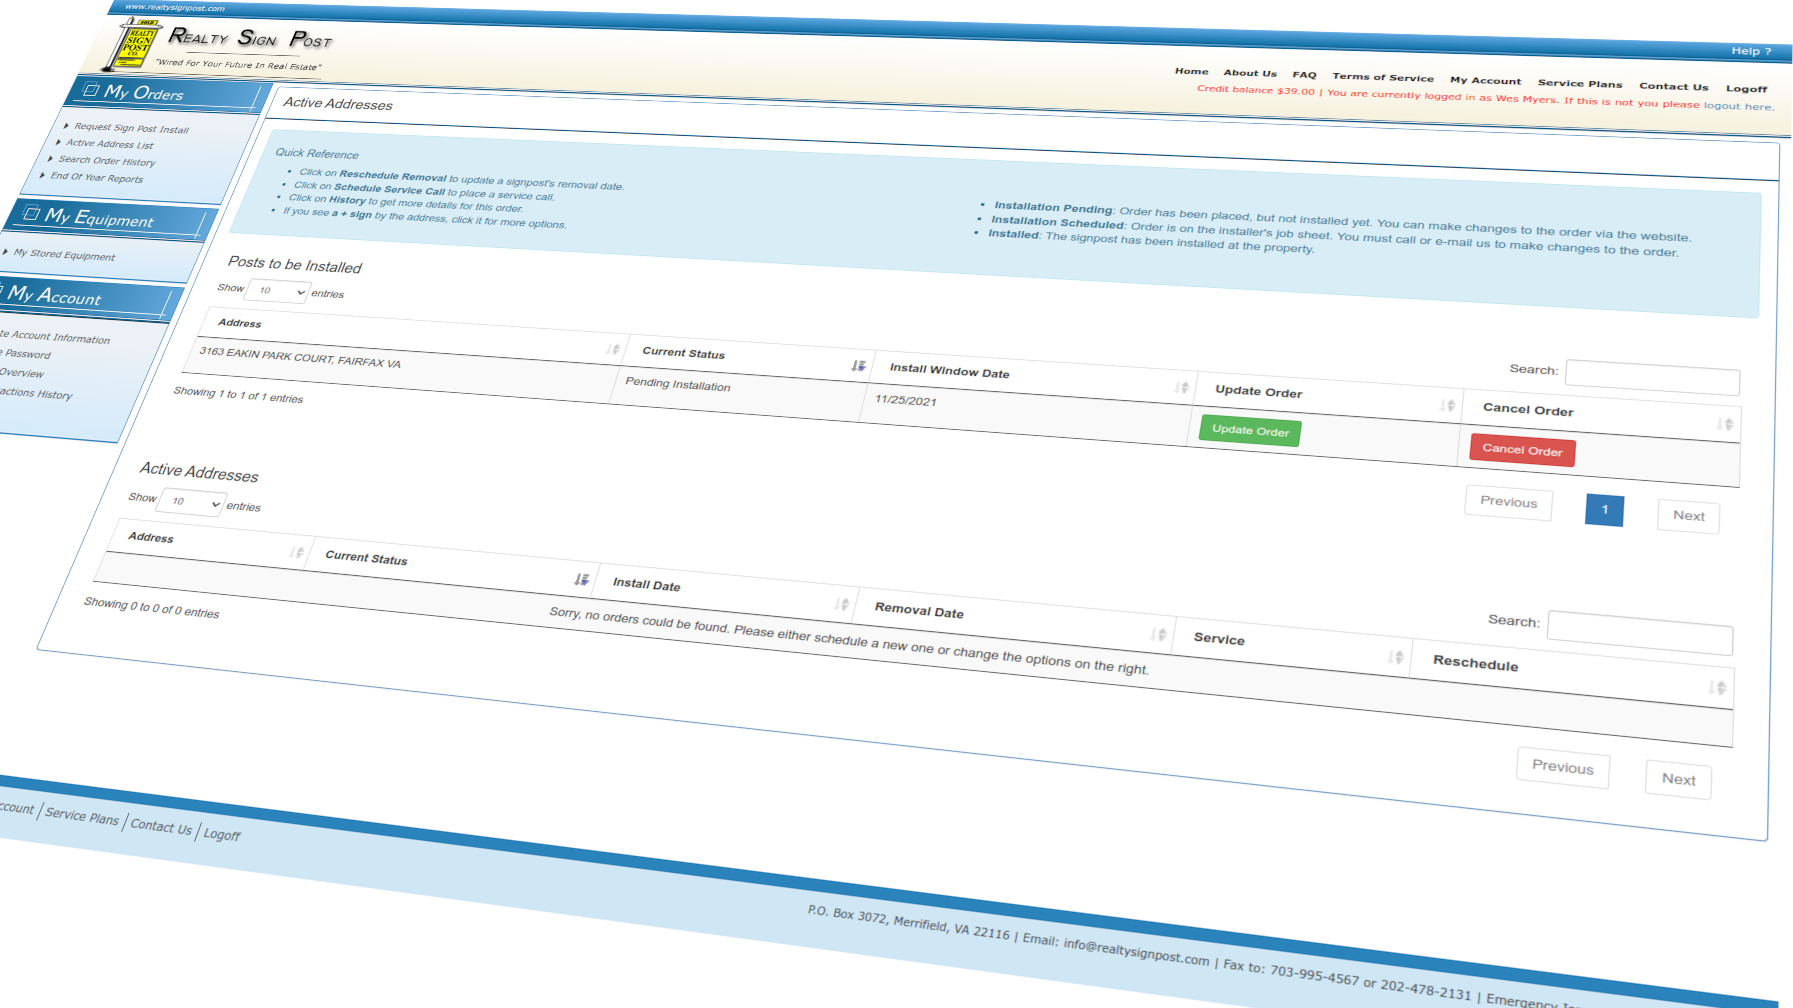 www.realtysignpost.com
Help ?
SOLD
REALTY
SIGN
POST
CO.
Realty Sign Post
"Wired For Your Future In Real Estate"
Home About Us FAQ Terms of Service My Account Service Plans Contact Us Logoff
Credit balance $39.00 | You are currently logged in as Wes Myers. If this is not you please logout here.
My Orders
Request Sign Post Install
Active Address List
Search Order History
End Of Year Reports
My Equipment
My Stored Equipment
My Account
te Account Information
Password
Overview
actions History
Active Addresses
Quick Reference
Click on Reschedule Removal to update a signpost's removal date.
Click on Schedule Service Call to place a service call.
Click on History to get more details for this order.
If you see a + sign by the address, click it for more options.
Installation Pending: Order has been placed, but not installed yet. You can make changes to the order via the website.
Installation Scheduled: Order is on the installer's job sheet. You must call or e-mail us to make changes to the order.
Installed: The signpost has been installed at the property.
Posts to be Installed
Show 10 entries
Search:
Address Current Status Install Window Date Update Order Cancel Order
3163 EAKIN PARK COURT, FAIRFAX VA Pending Installation 11/25/2021 Update Order Cancel Order
Showing 1 to 1 of 1 entries
Previous 1 Next
Active Addresses
Show 10 entries
Search:
Address Current Status Install Date Removal Date Service Reschedule
Sorry, no orders could be found. Please either schedule a new one or change the options on the right.
Showing 0 to 0 of 0 entries
Previous Next
ccount | Service Plans | Contact Us | Logoff
P.O. Box 3072, Merrifield, VA 22116 | Email: info@realtysignpost.com | Fax to: 703-995-4567 or 202-478-2131 | Emergency